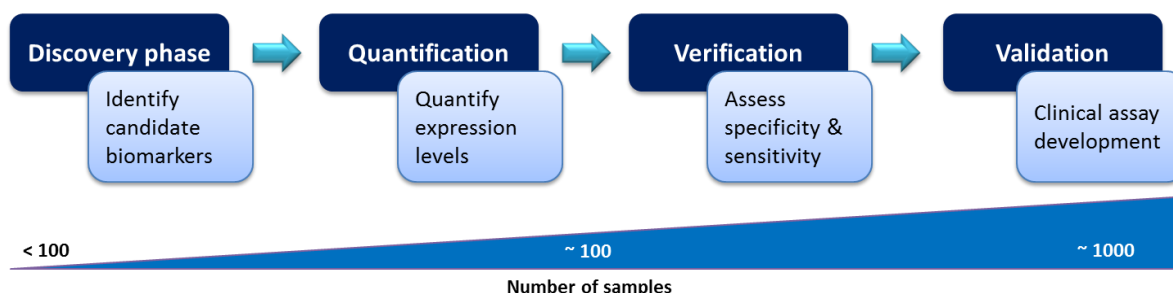 Discovery phase
Quantification
Verification
Validation
Identify
candidate
biomarkers
Quantify
expression
levels
Assess
specificity &
sensitivity
Clinical assay
development
< 100
~ 100
~ 1000
Number of samples